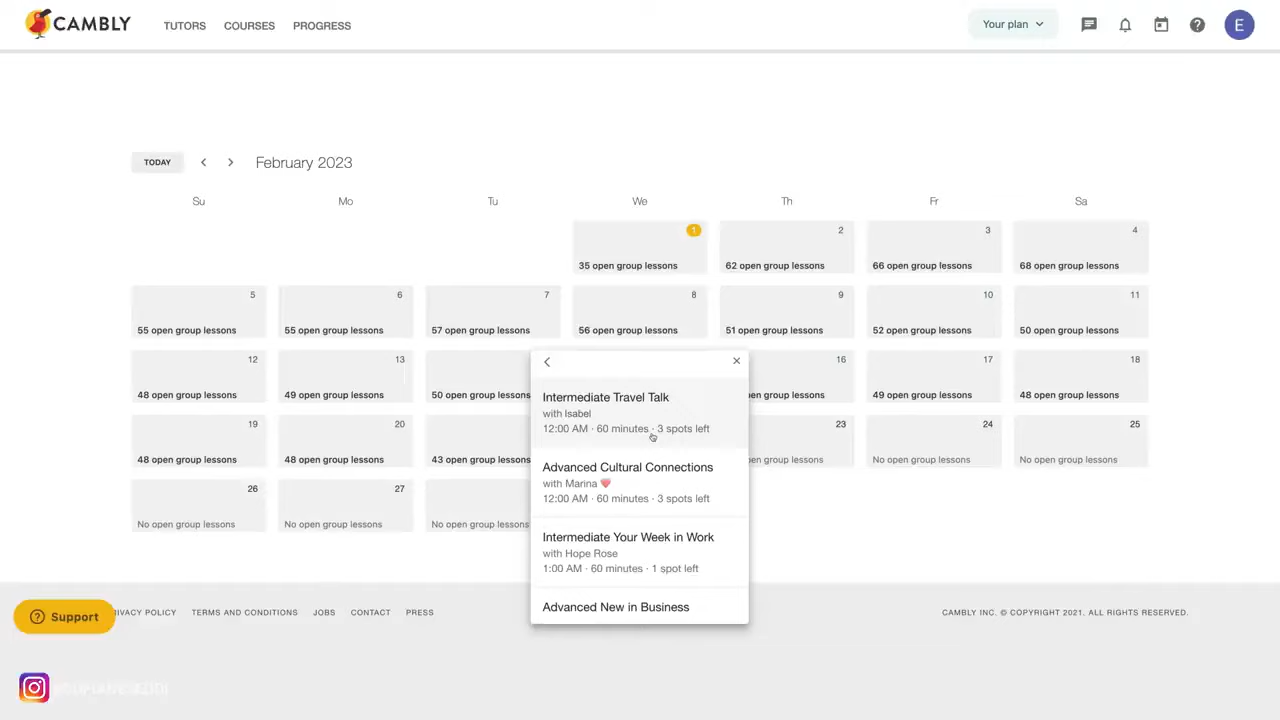 CAMBLY
TUTORS COURSES PROGRESS
Your plan
E
TODAY
February 2023
Su Mo Tu We Th Fr Sa
1 2 3 4
35 open group lessons 62 open group lessons 66 open group lessons 68 open group lessons
5 6 7 8 9 10 11
55 open group lessons 55 open group lessons 57 open group lessons 56 open group lessons 51 open group lessons 52 open group lessons 50 open group lessons
12 13 16 17 18
48 open group lessons 49 open group lessons 50 open group lessons open group lessons 49 open group lessons 48 open group lessons
19 20 23 24 25
48 open group lessons 48 open group lessons 43 open group lessons open group lessons No open group lessons No open group lessons
26 27
No open group lessons No open group lessons No open group lessons
Intermediate Travel Talk
with Isabel
12:00 AM · 60 minutes · 3 spots left
Advanced Cultural Connections
with Marina
12:00 AM · 60 minutes · 3 spots left
Intermediate Your Week in Work
with Hope Rose
1:00 AM · 60 minutes · 1 spot left
Advanced New in Business
Support
PRIVACY POLICY TERMS AND CONDITIONS JOBS CONTACT PRESS
CAMBLY INC. © COPYRIGHT 2021. ALL RIGHTS RESERVED.